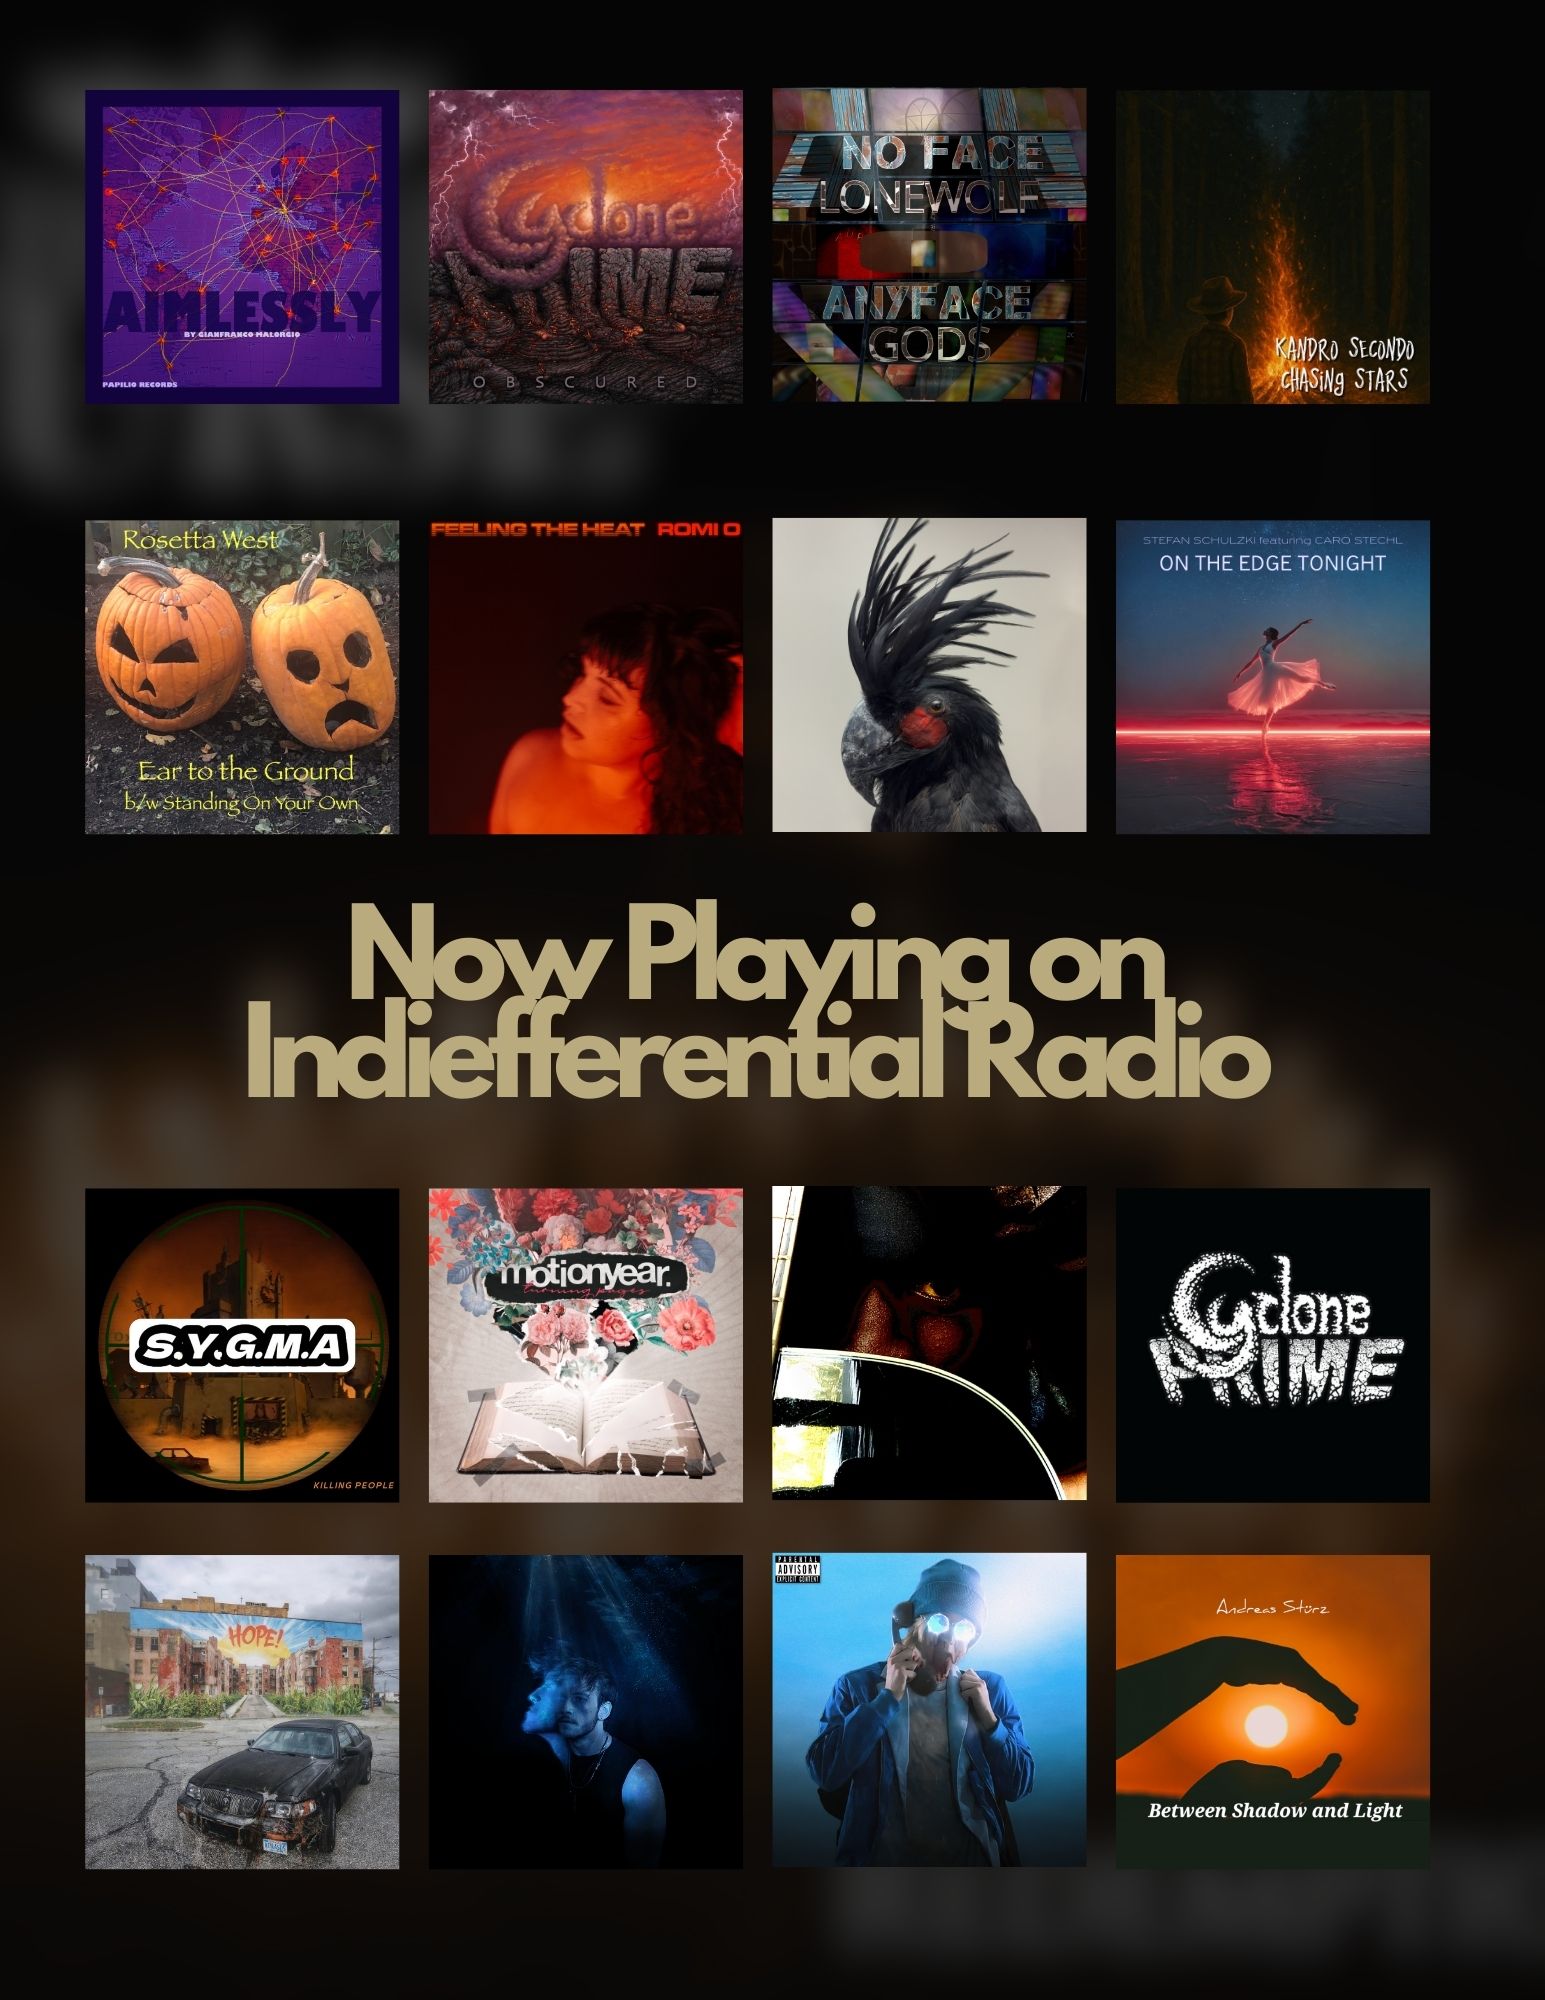 AIMLESSLY
BY GIANFRANCO MALORGIO
PAPILIO RECORDS
Cyclone
PRIME
OBSCURED
NO FACE
LONEWOLF
ANYFACE
GODS
KANDRO SECONDO
CHASiNg STARS
Rosetta West
Ear to the Ground
b/w Standing On Your Own
FEELING THE HEAT ROMI O
STEFAN SCHULZKI featuring CARO STECHL
ON THE EDGE TONIGHT
Now Playing on
Indiefferential Radio
S.Y.G.M.A
KILLING PEOPLE
motionyear.
turning pages
Cyclone
PRIME
HOPE!
PARENTAL
ADVISORY
EXPLICIT CONTENT
Andreas Stürz
Between Shadow and Light